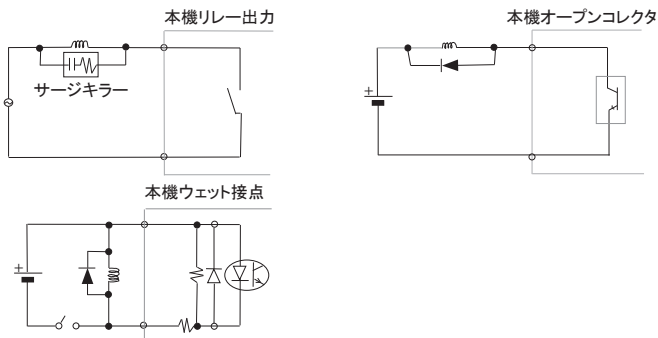 本機リレー出力
本機オープンコレクタ
サージキラー
+
+
本機ウェット接点